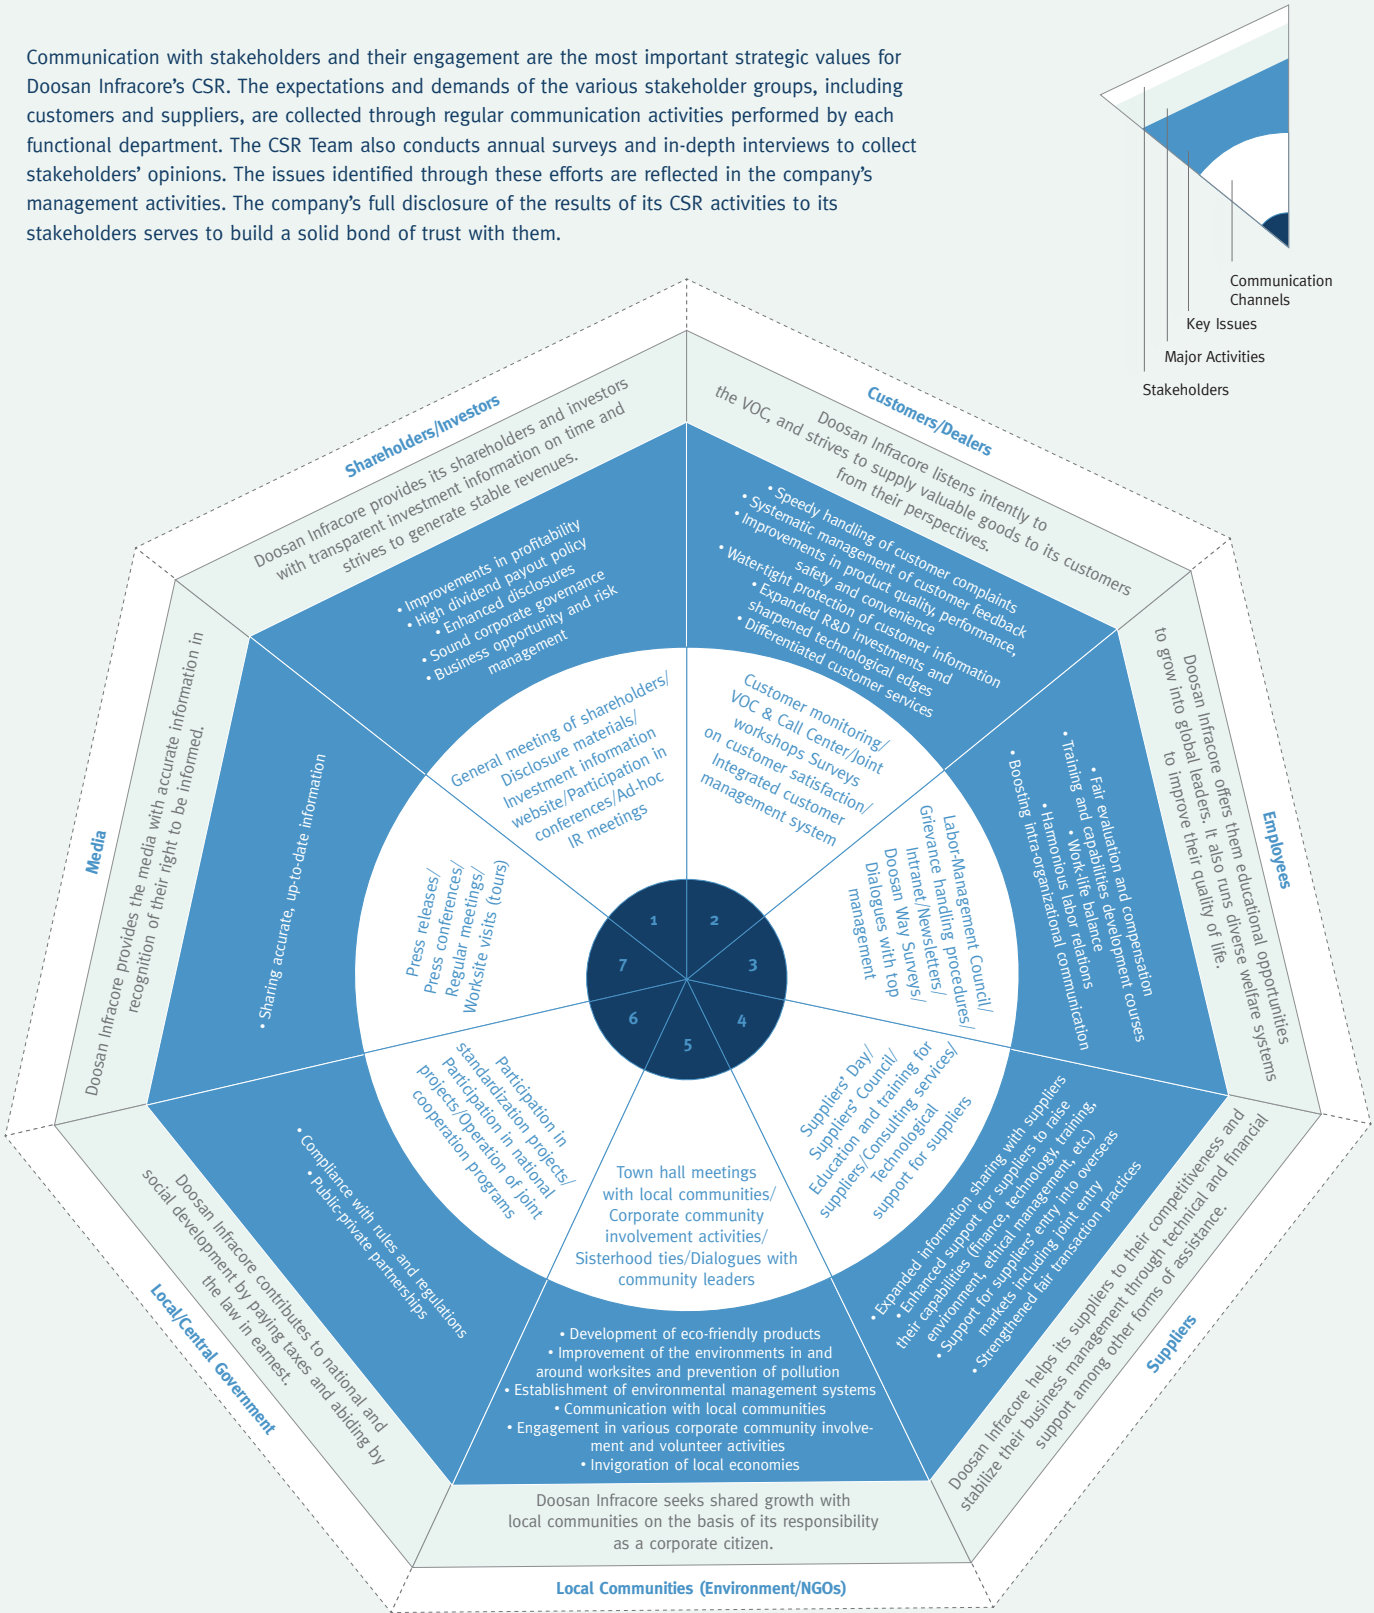 Communication with stakeholders and their engagement are the most important strategic values for
Doosan Infracore's CSR. The expectations and demands of the various stakeholder groups, including
customers and suppliers, are collected through regular communication activities performed by each
functional department. The CSR Team also conducts annual surveys and in-depth interviews to collect
stakeholders' opinions. The issues identified through these efforts are reflected in the company's
management activities. The company's full disclosure of the results of its CSR activities to its
stakeholders serves to build a solid bond of trust with them.
Communication
Channels
Key Issues
Major Activities
Stakeholders
Shareholders/Investors
Doosan Infracore provides its shareholders and investors
with transparent investment information on time and
strives to generate stable revenues.
• Improvements in profitability
• High dividend payout policy
• Enhanced disclosures
• Sound corporate governance
• Business opportunity and risk
management
General meeting of shareholders/
Disclosure materials/
Investment information
website/Participation in
conferences/Ad-hoc
IR meetings
1
Customers/Dealers
Doosan Infracore listens intently to
the VOC, and strives to supply valuable goods to its customers
from their perspectives.
• Speedy handling of customer complaints
• Systematic management of customer feedback
• Improvements in product quality, performance,
safety and convenience
• Water-tight protection of customer information
• Expanded R&D investments and
sharpened technological edges
• Differentiated customer services
Customer monitoring/
VOC & Call Center/Joint
workshops Surveys
on customer satisfaction/
Integrated customer
management system
2
Employees
Doosan Infracore offers them educational opportunities
to grow into global leaders. It also runs diverse welfare systems
to improve their quality of life.
• Fair evaluation and compensation
• Training and capabilities development courses
• Work-life balance
• Harmonious labor relations
• Boosting intra-organizational communication
Labor-Management Council/
Grievance handling procedures/
Intranet/Newsletters/
Doosan Way Surveys/
Dialogues with top
management
3
Suppliers' Day/
Suppliers' Council/
Education and training for
suppliers/Consulting services/
Technological
support for suppliers
4
• Expanded information sharing with suppliers
• Enhanced support for suppliers to raise
their capabilities (finance, technology, training,
environment, ethical management, etc.)
• Support for suppliers' entry into overseas
markets including joint entry
• Strengthened fair transaction practices
Doosan Infracore helps its suppliers to their competitiveness and
stabilize their business management through technical and financial
support among other forms of assistance.
Suppliers
5
Town hall meetings
with local communities/
Corporate community
involvement activities/
Sisterhood ties/Dialogues with
community leaders
• Development of eco-friendly products
• Improvement of the environments in and
around worksites and prevention of pollution
• Establishment of environmental management systems
• Communication with local communities
• Engagement in various corporate community involve-
ment and volunteer activities
• Invigoration of local economies
Doosan Infracore seeks shared growth with
local communities on the basis of its responsibility
as a corporate citizen.
Local Communities (Environment/NGOs)
6
Participation in
standardization projects/
Participation in national
projects/Operation of joint
cooperation programs
• Compliance with rules and regulations
• Public-private partnerships
Doosan Infracore contributes to national and
social development by paying taxes and abiding by
the law in earnest.
Local/Central Government
7
Press releases/
Press conferences/
Regular meetings/
Worksite visits (tours)
• Sharing accurate, up-to-date information
Doosan Infracore provides the media with accurate information in
recognition of their right to be informed.
Media